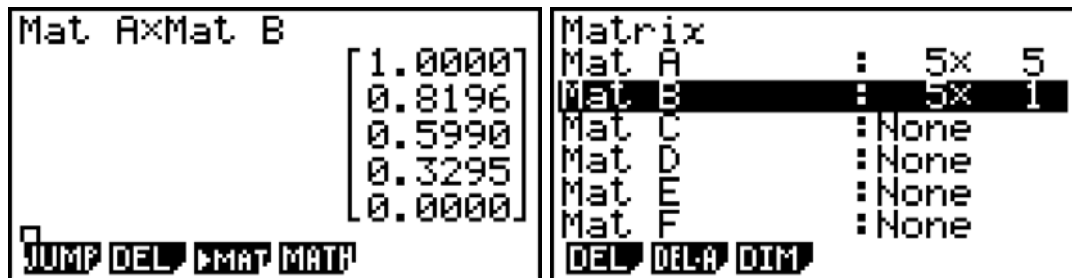 Mat A×Mat B
[1.0000]
[0.8196]
[0.5990]
[0.3295]
[0.0000]
JUMP DEL ▶MAT MATH
Matrix
Mat A : 5× 5
Mat B : 5× 1
Mat C :None
Mat D :None
Mat E :None
Mat F :None
DEL DEL·A DIM